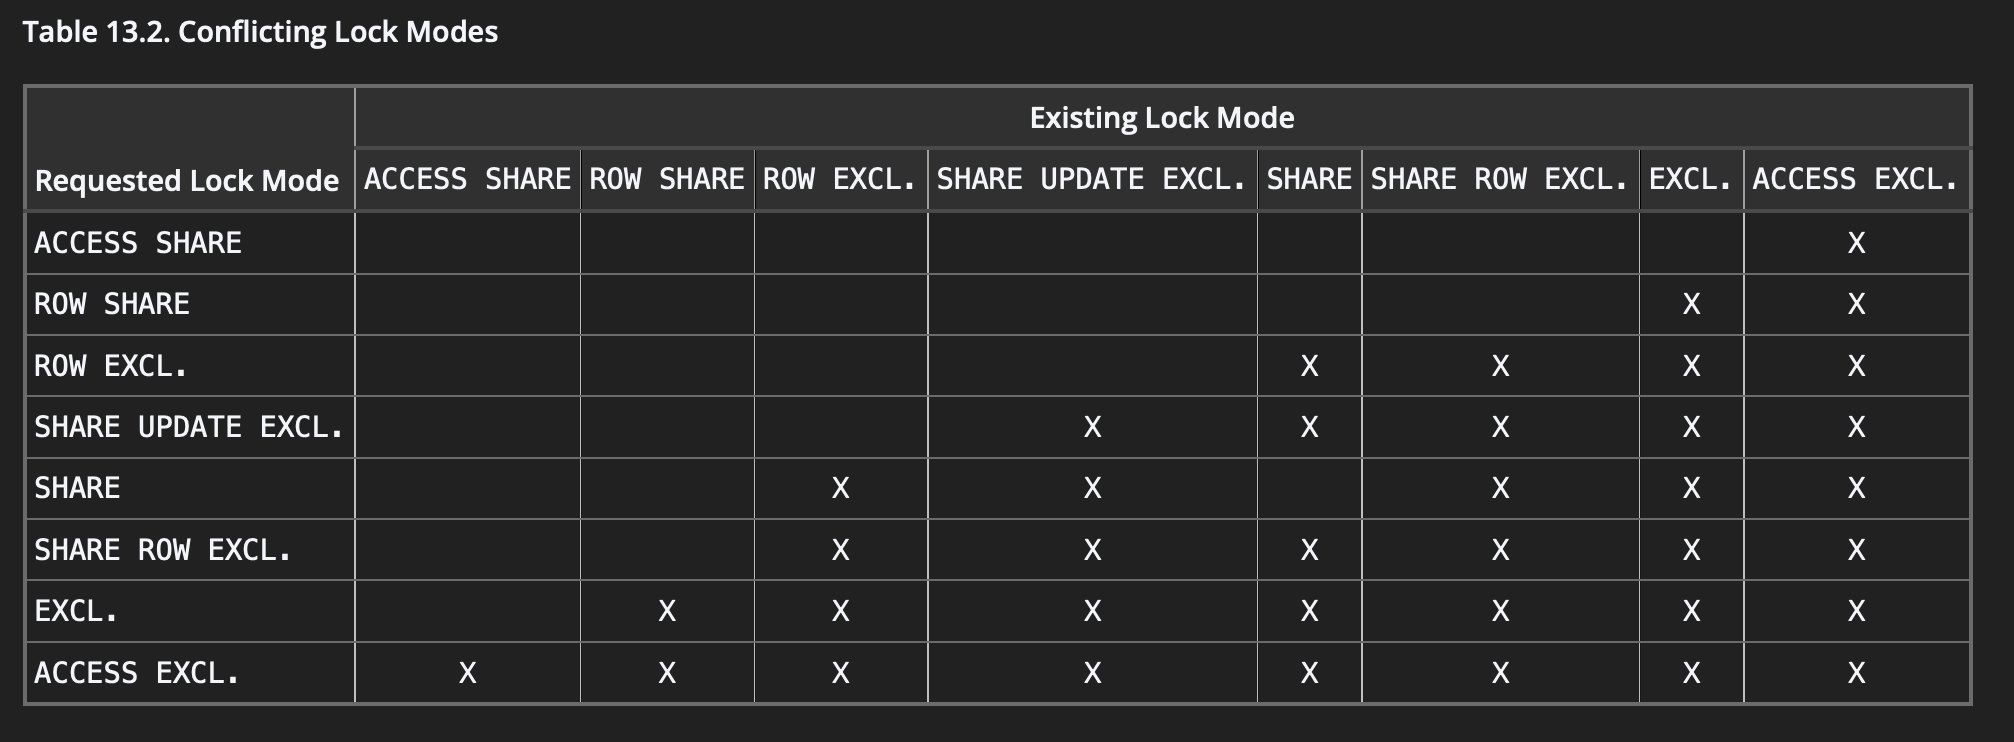 Table 13.2. Conflicting Lock Modes
Existing Lock Mode
Requested Lock Mode ACCESS SHARE ROW SHARE ROW EXCL. SHARE UPDATE EXCL. SHARE SHARE ROW EXCL. EXCL. ACCESS EXCL.
ACCESS SHARE X
ROW SHARE X X
ROW EXCL. X X X X
SHARE UPDATE EXCL. X X X X X
SHARE X X X X X
SHARE ROW EXCL. X X X X X X
EXCL. X X X X X X X
ACCESS EXCL. X X X X X X X X